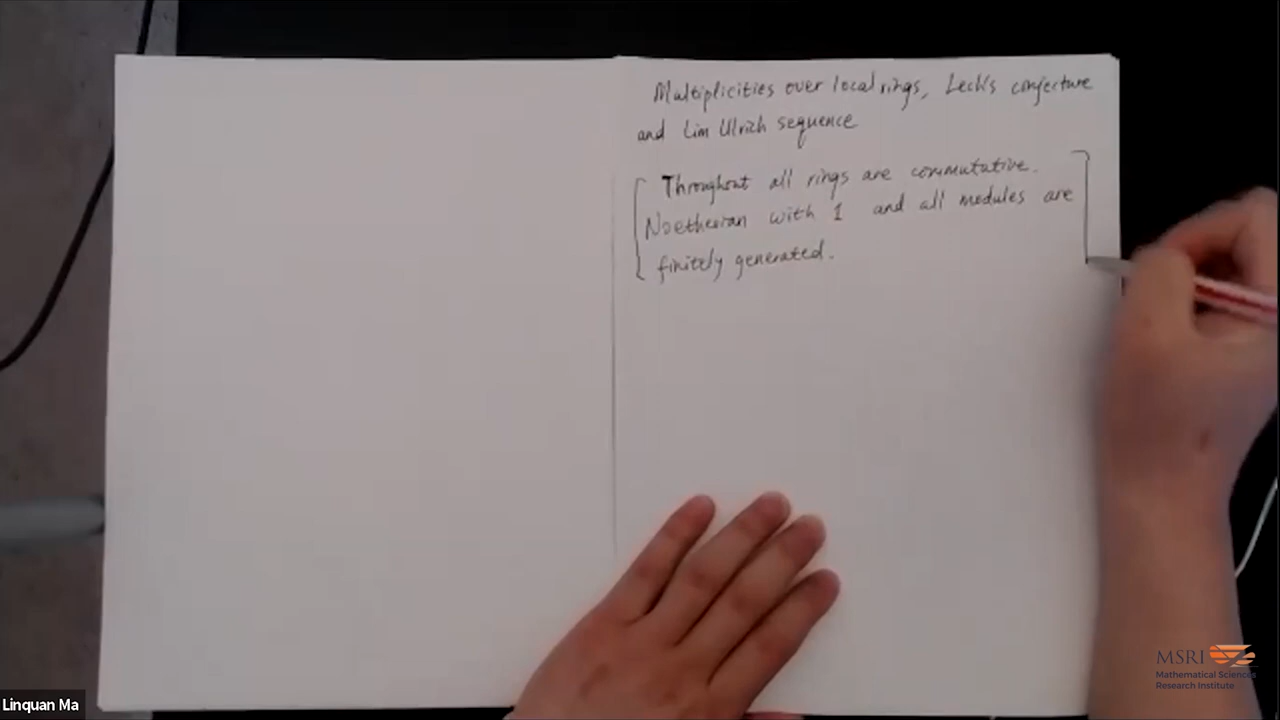 Multiplicities over local rings, Lech's conjecture
and Lim Ulrich sequence
Throughout all rings are commutative.
Noetherian with 1 and all modules are
finitely generated.
MSRI
Mathematical Sciences
Research Institute
Linquan Ma